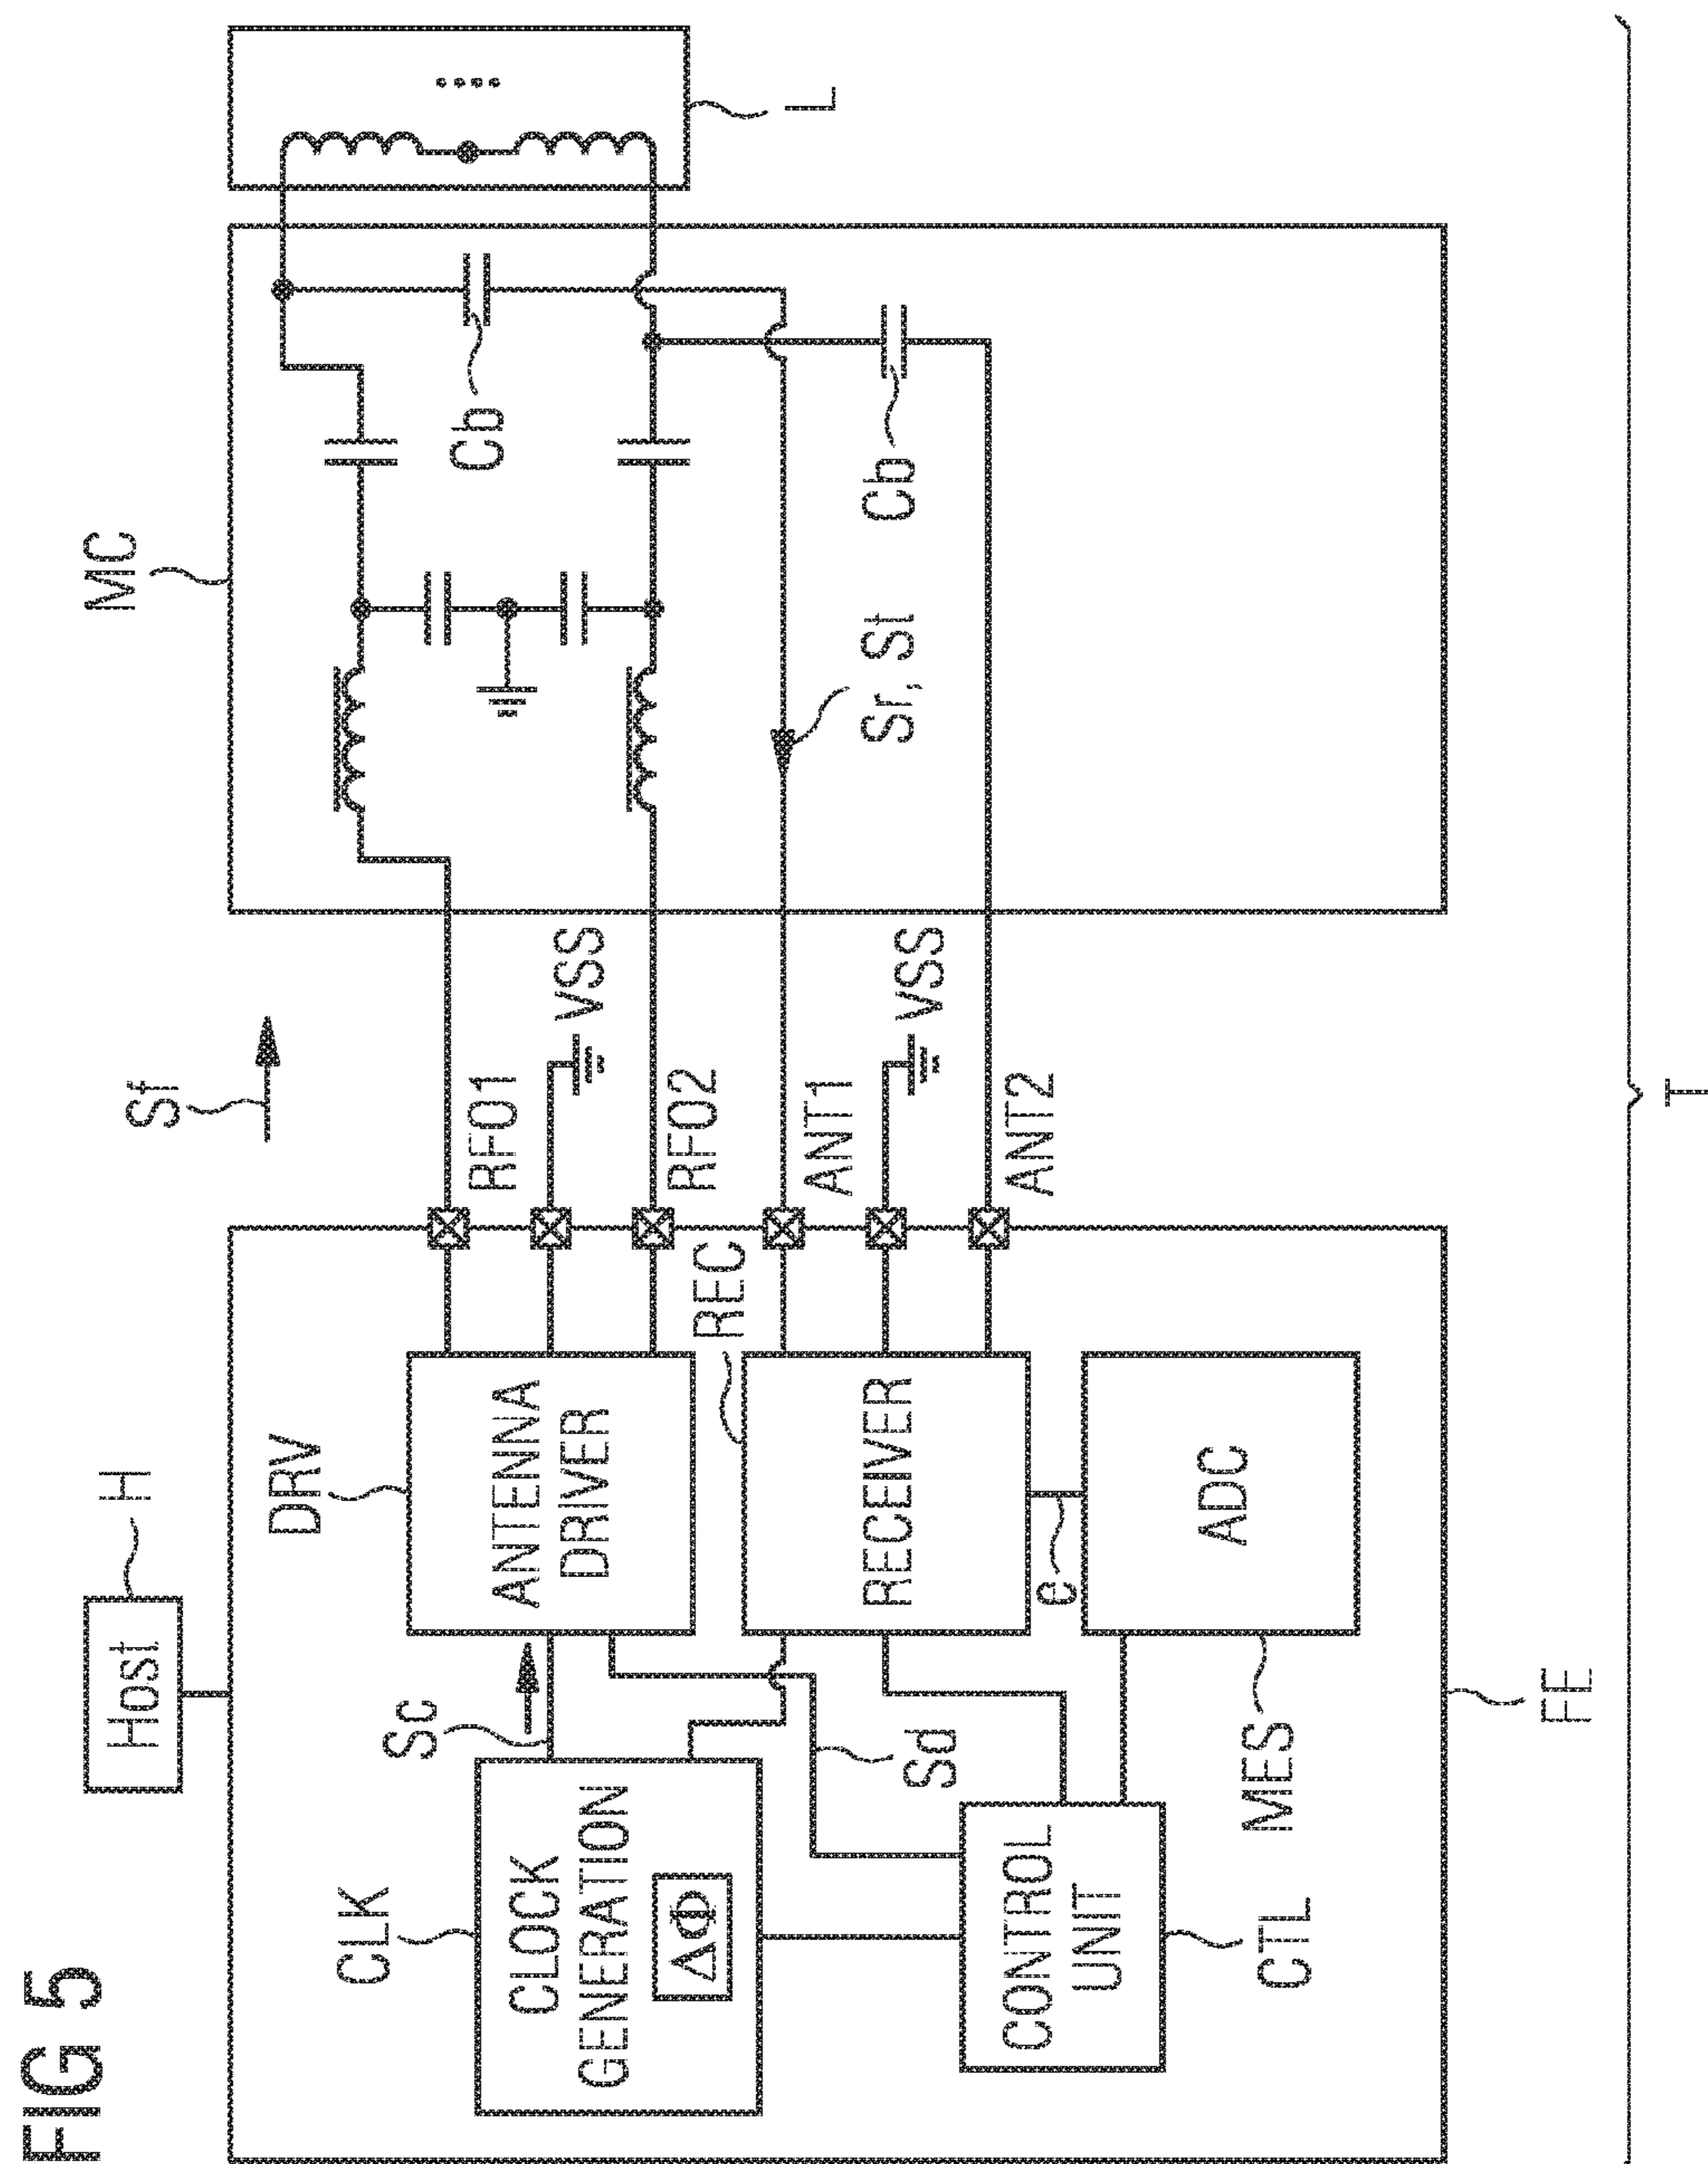 FIG 5
Host
H
MC
St
L
DRV
CLK
Sc
ANTENNA
DRIVER
CLOCK
GENERATION
ΔΦ
RFO1
VSS
RFO2
Cb
REC
RECEIVER
ANT1
VSS
ANT2
Sr, St
Cb
Sd
e
CONTROL
UNIT
CTL
ADC
MES
FE
T